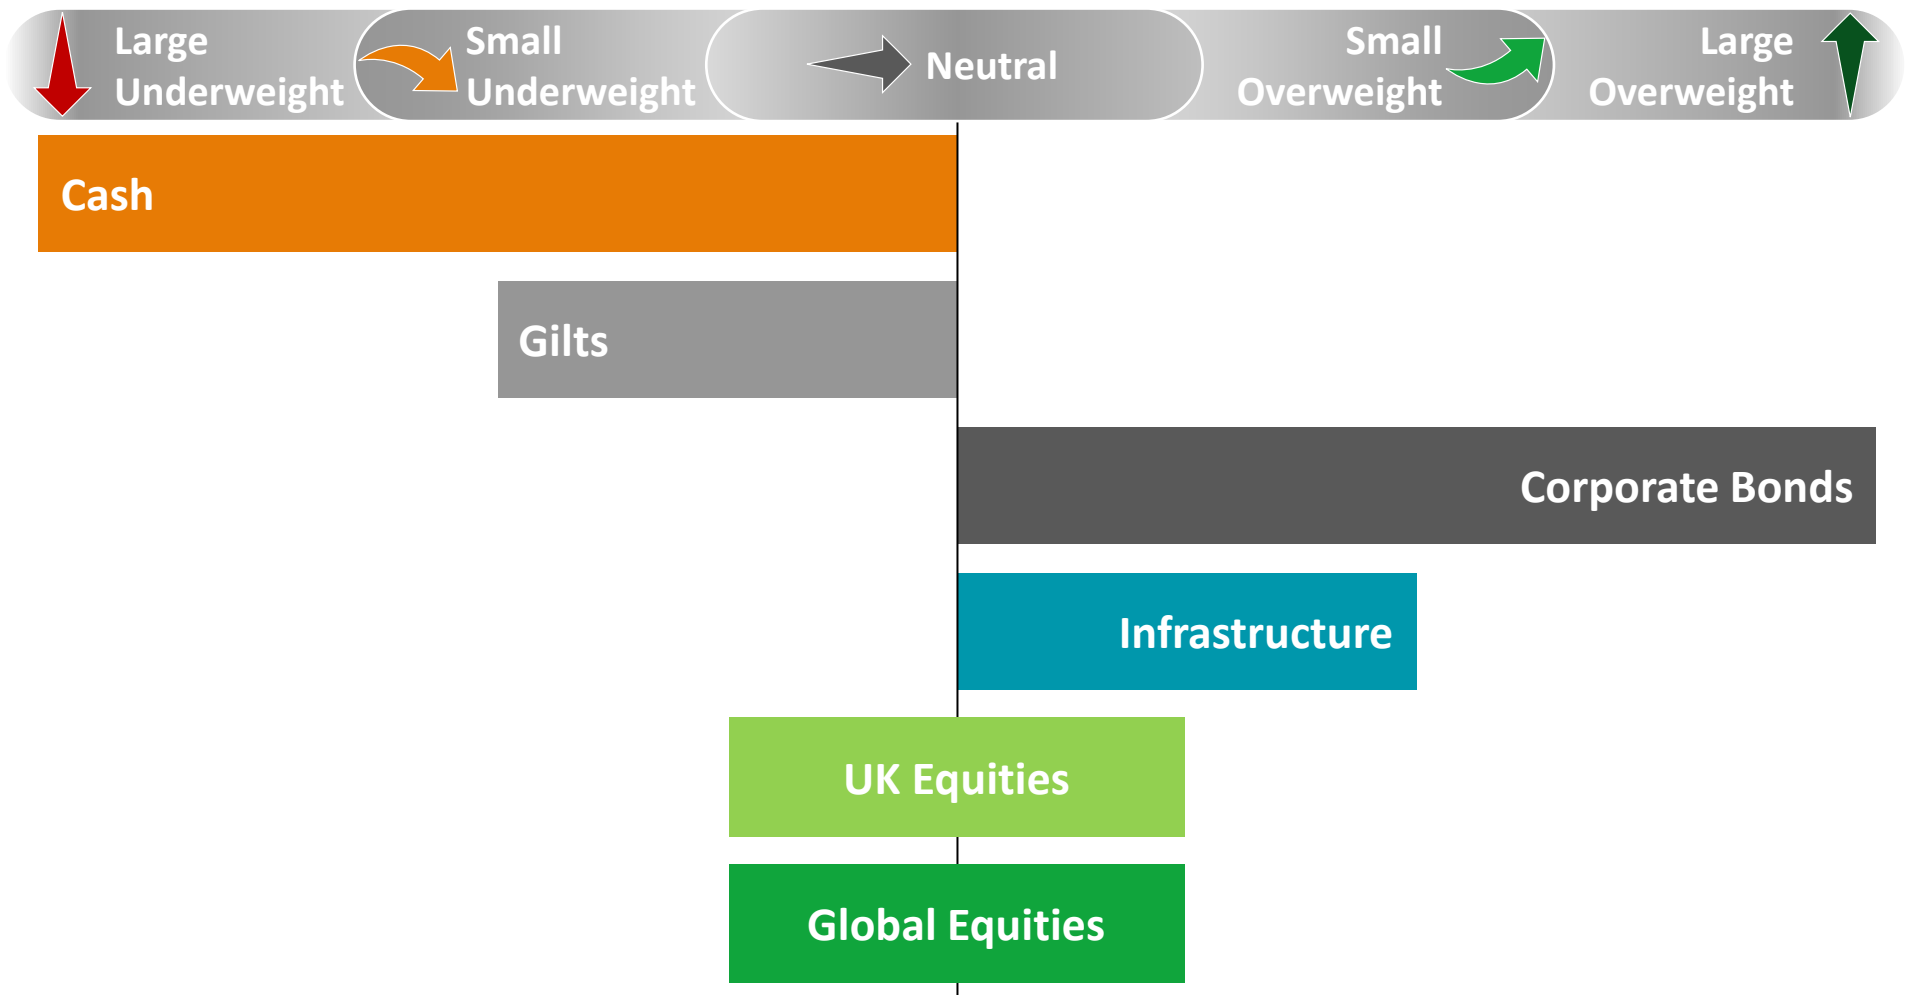 Large
Underweight
Small
Underweight
Neutral
Small
Overweight
Large
Overweight
Cash
Gilts
Corporate Bonds
Infrastructure
UK Equities
Global Equities